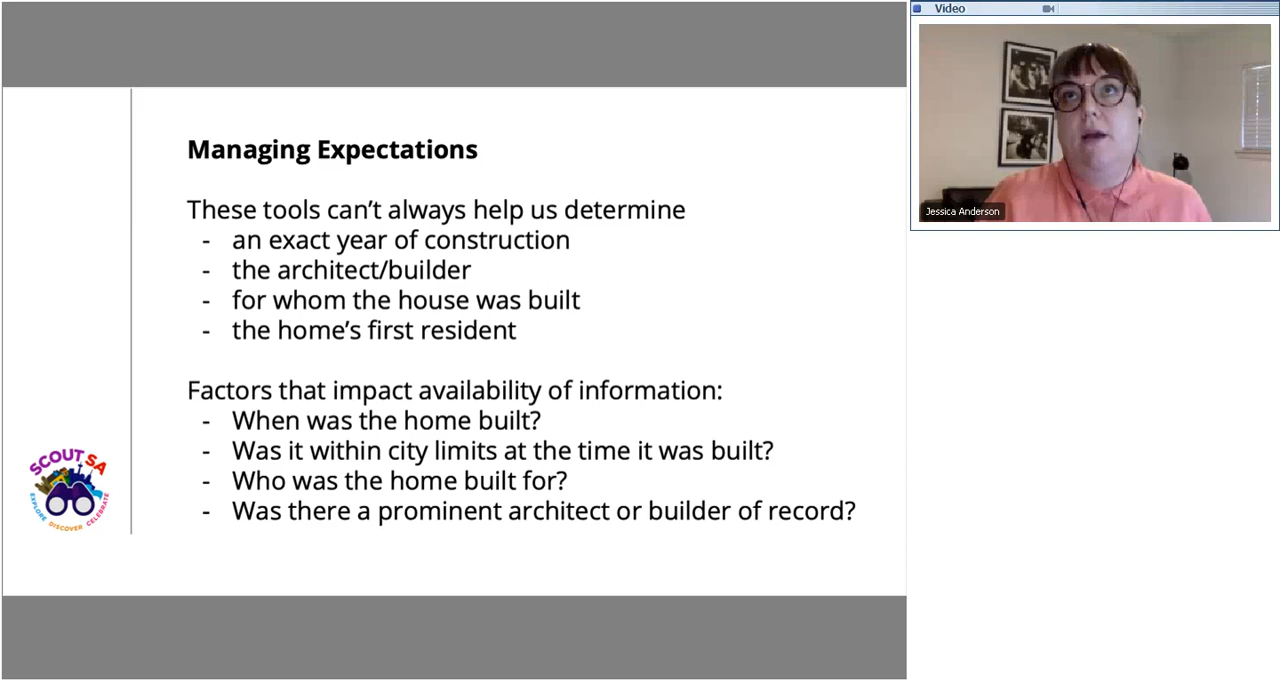 Managing Expectations
These tools can't always help us determine
- an exact year of construction
- the architect/builder
- for whom the house was built
- the home's first resident
Factors that impact availability of information:
- When was the home built?
- Was it within city limits at the time it was built?
- Who was the home built for?
- Was there a prominent architect or builder of record?
SCOUT SA
EXPLORE DISCOVER CELEBRATE
Video
Jessica Anderson